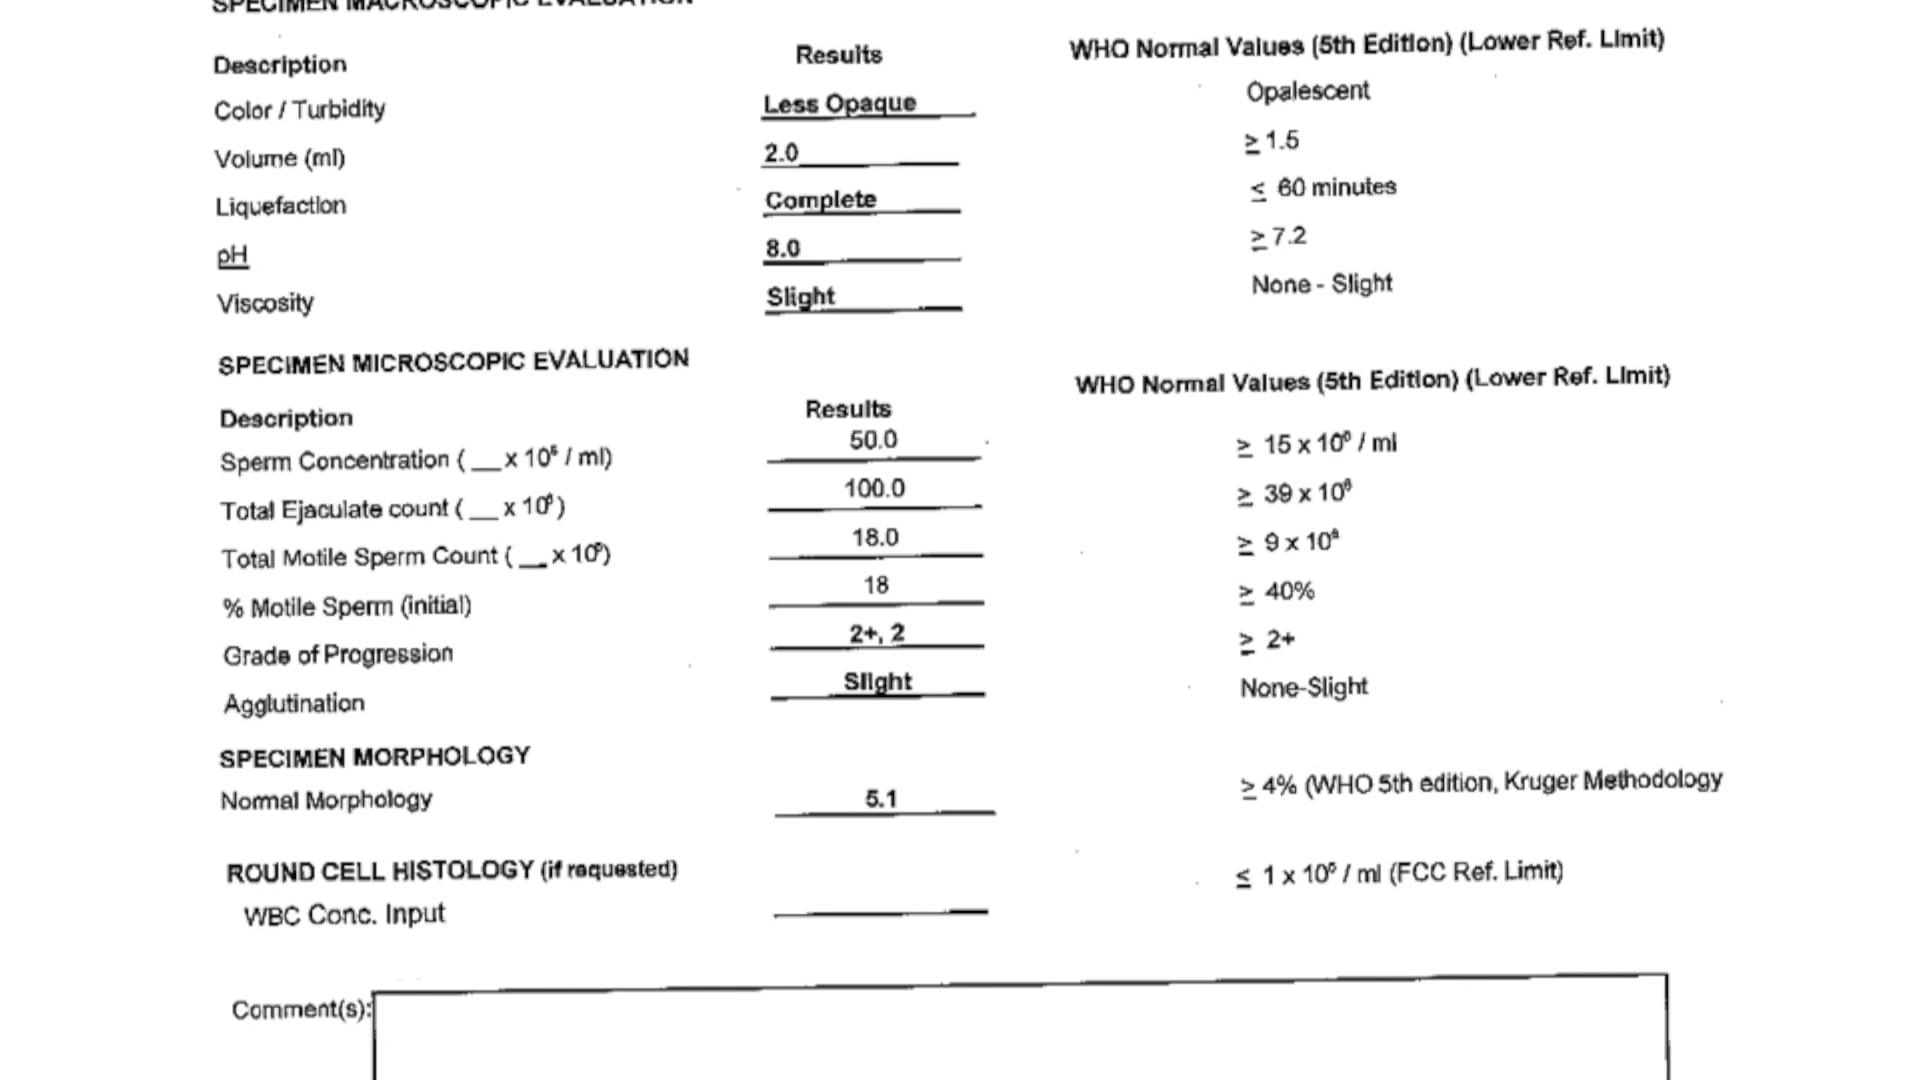 SPECIMEN MACROSCOPIC EVALUATION
Description Results WHO Normal Values (5th Edition) (Lower Ref. Limit)
Color / Turbidity Less Opaque Opalescent
Volume (ml) 2.0 ≥ 1.5
Liquefaction Complete ≤ 60 minutes
pH 8.0 ≥ 7.2
Viscosity Slight None - Slight
SPECIMEN MICROSCOPIC EVALUATION
Description Results WHO Normal Values (5th Edition) (Lower Ref. Limit)
Sperm Concentration ( __ x 10⁶ / ml) 50.0 ≥ 15 x 10⁶ / ml
Total Ejaculate count ( __ x 10⁶ ) 100.0 ≥ 39 x 10⁶
Total Motile Sperm Count ( __ x 10⁶) 18.0 ≥ 9 x 10⁶
% Motile Sperm (initial) 18 ≥ 40%
Grade of Progression 2+, 2 ≥ 2+
Agglutination Slight None-Slight
SPECIMEN MORPHOLOGY
Normal Morphology 5.1 ≥ 4% (WHO 5th edition, Kruger Methodology
ROUND CELL HISTOLOGY (if requested) ≤ 1 x 10⁶ / ml (FCC Ref. Limit)
WBC Conc. Input
Comment(s):